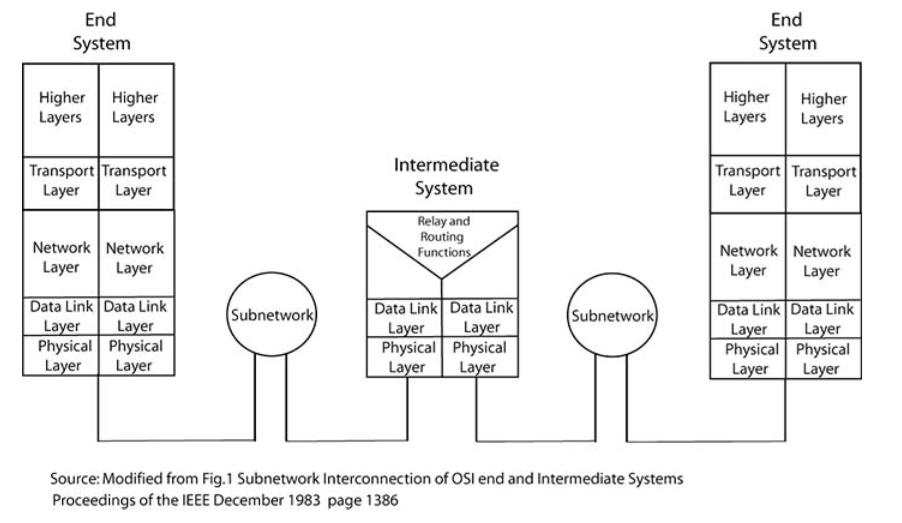 End
System
Higher
Layers
Higher
Layers
Transport
Layer
Transport
Layer
Network
Layer
Network
Layer
Data Link
Layer
Data Link
Layer
Physical
Layer
Physical
Layer
Subnetwork
Intermediate
System
Relay and
Routing
Functions
Data Link
Layer
Data Link
Layer
Physical
Layer
Physical
Layer
Subnetwork
End
System
Higher
Layers
Higher
Layers
Transport
Layer
Transport
Layer
Network
Layer
Network
Layer
Data Link
Layer
Data Link
Layer
Physical
Layer
Physical
Layer
Source: Modified from Fig.1 Subnetwork Interconnection of OSI end and Intermediate Systems
Proceedings of the IEEE December 1983 page 1386